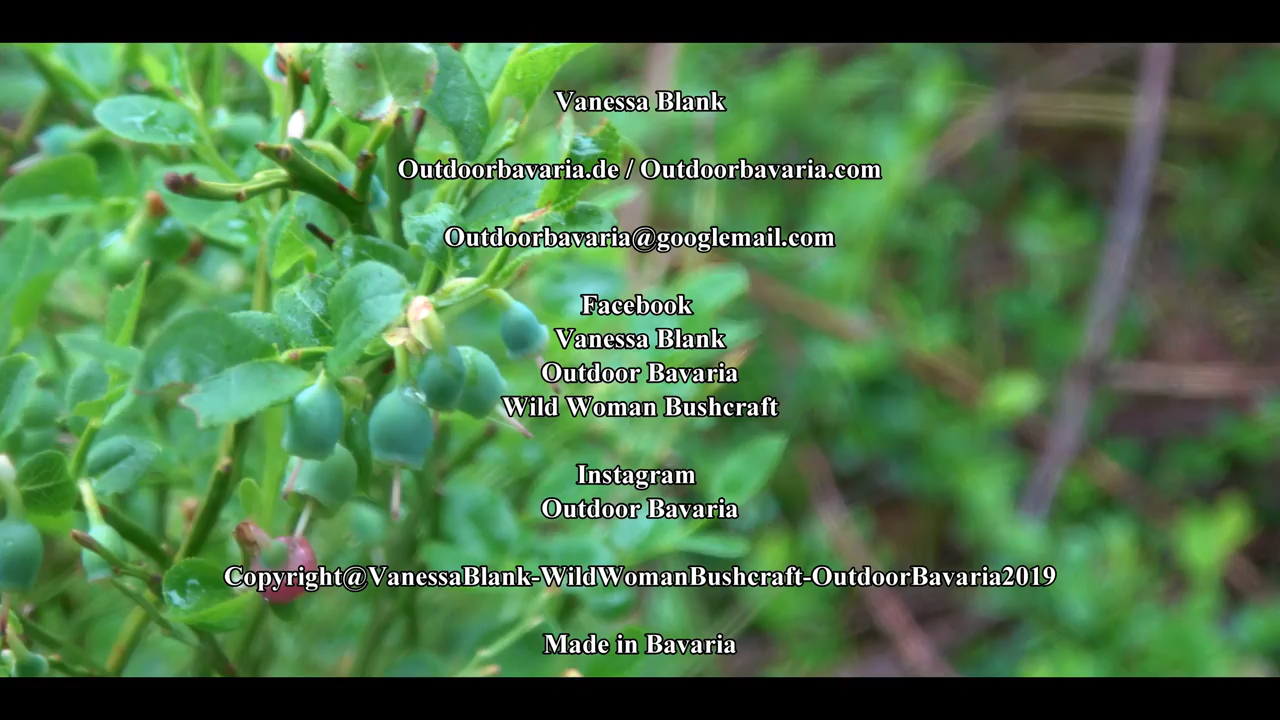 Vanessa Blank
Outdoorbavaria.de / Outdoorbavaria.com
Outdoorbavaria@googlemail.com
Facebook
Vanessa Blank
Outdoor Bavaria
Wild Woman Bushcraft
Instagram
Outdoor Bavaria
Copyright@VanessaBlank-WildWomanBushcraft-OutdoorBavaria2019
Made in Bavaria